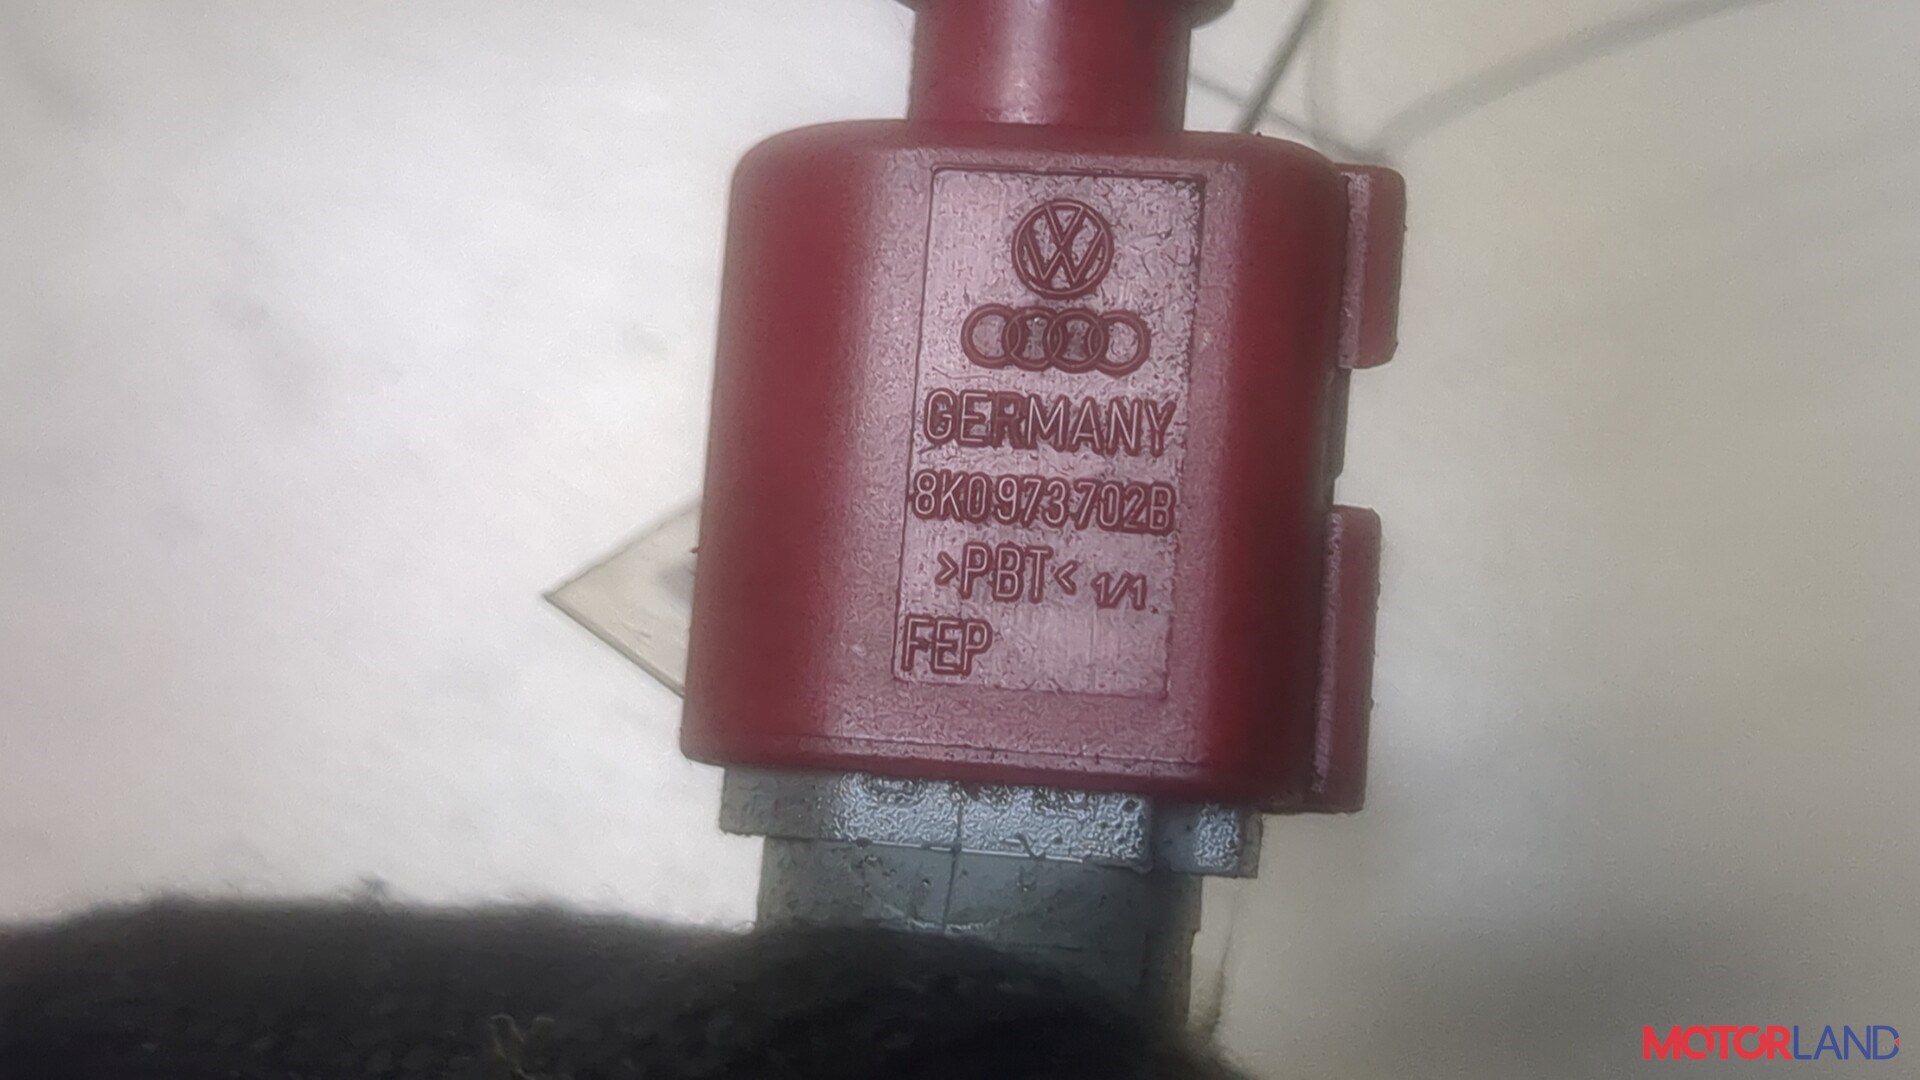 GERMANY
8K0973702B
>PBT< 1/1
FEP
MOTORLAND